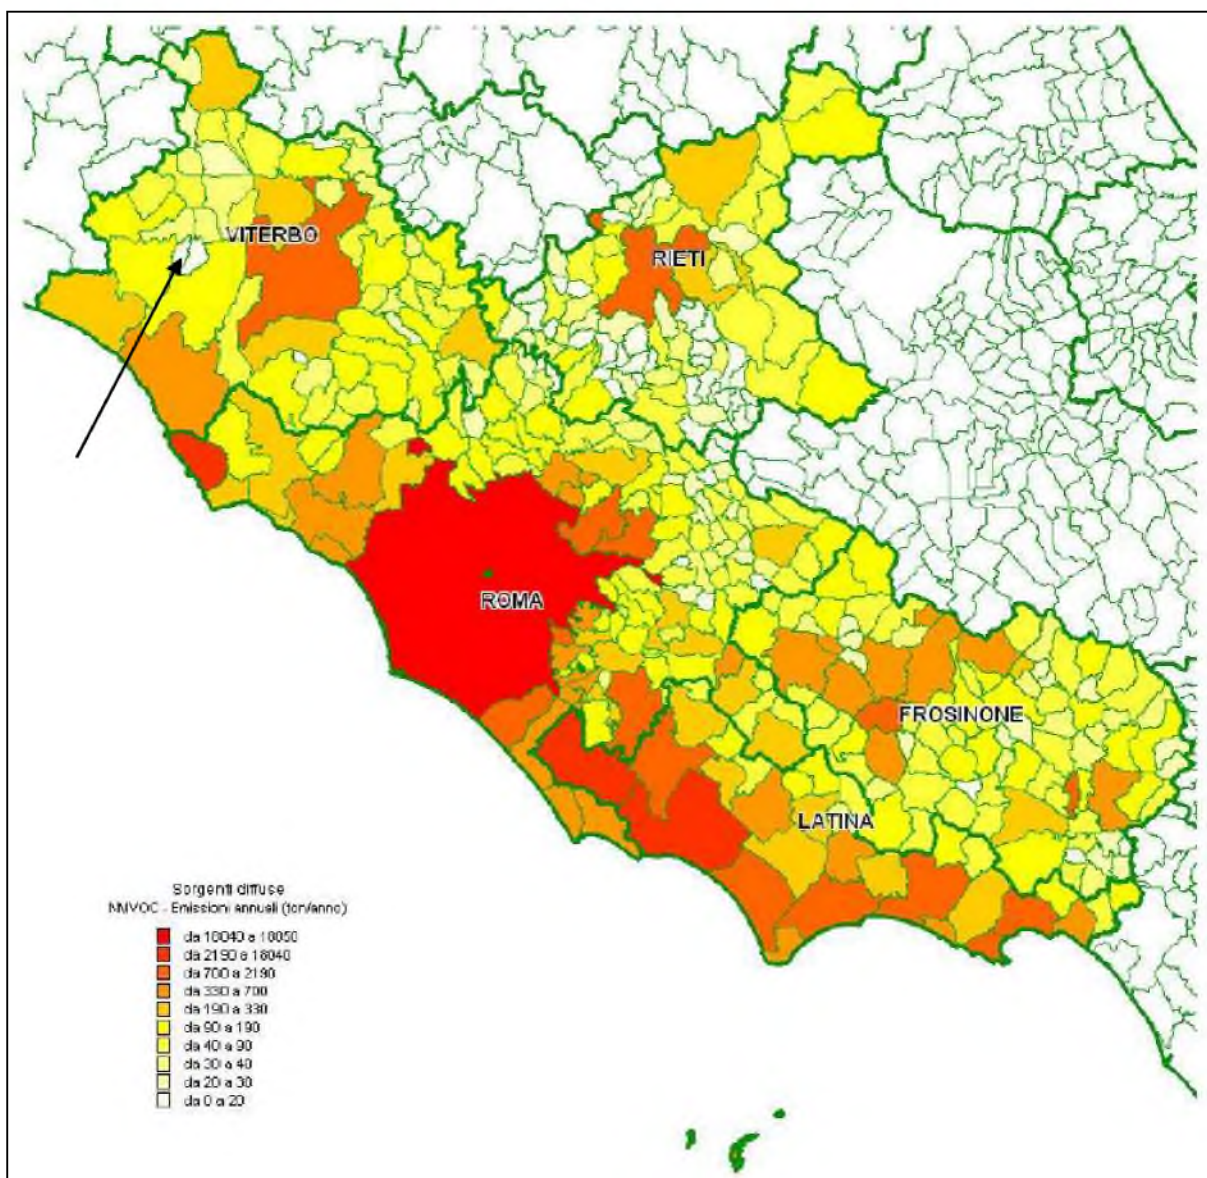 VITERBO
RIETI
ROMA
FROSINONE
LATINA
Sorgenti diffuse
NMVOC - Emissioni annuali (ton/anno)
da 18040 a 18050
da 2190 a 18040
da 700 a 2190
da 330 a 700
da 190 a 330
da 90 a 190
da 40 a 90
da 30 a 40
da 20 a 30
da 0 a 20